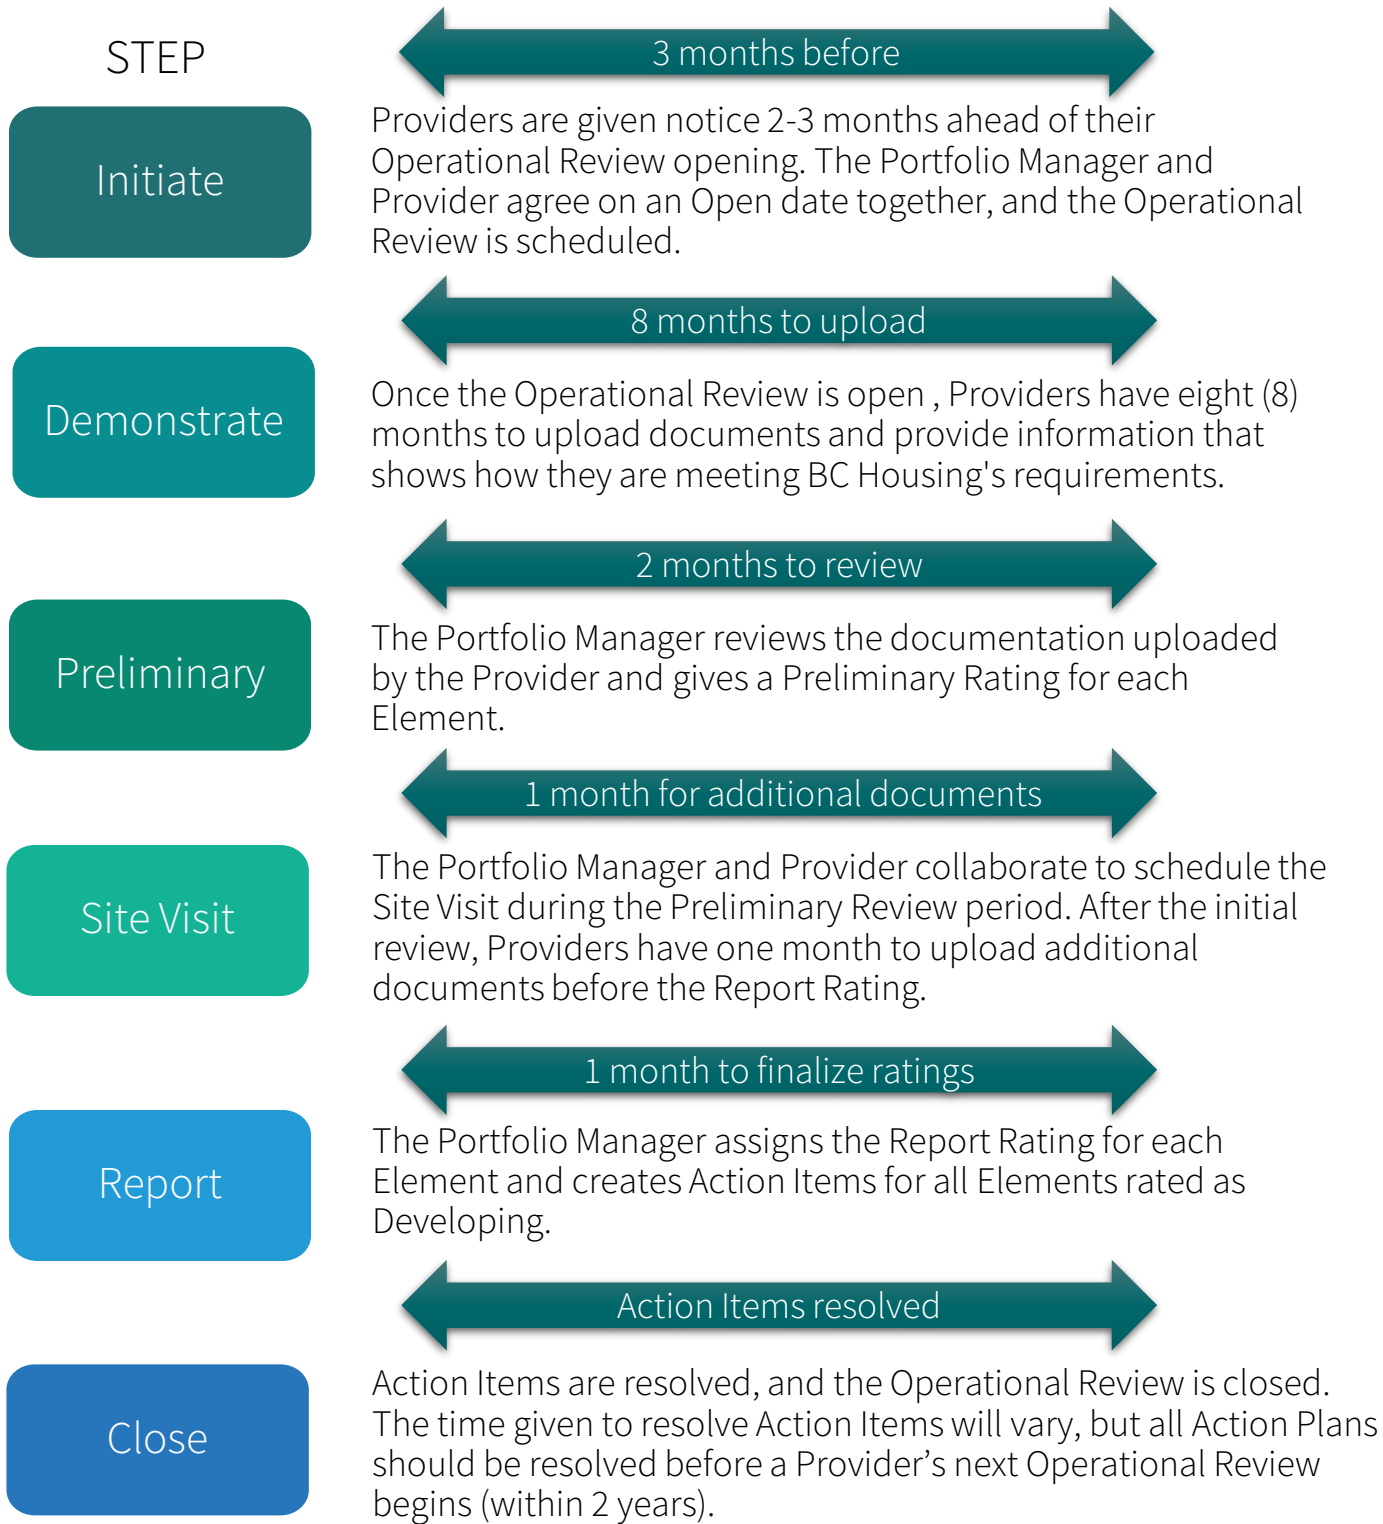 STEP
3 months before
Initiate
Providers are given notice 2-3 months ahead of their
Operational Review opening. The Portfolio Manager and
Provider agree on an Open date together, and the Operational
Review is scheduled.
8 months to upload
Demonstrate
Once the Operational Review is open , Providers have eight (8)
months to upload documents and provide information that
shows how they are meeting BC Housing's requirements.
2 months to review
Preliminary
The Portfolio Manager reviews the documentation uploaded
by the Provider and gives a Preliminary Rating for each
Element.
1 month for additional documents
Site Visit
The Portfolio Manager and Provider collaborate to schedule the
Site Visit during the Preliminary Review period. After the initial
review, Providers have one month to upload additional
documents before the Report Rating.
1 month to finalize ratings
Report
The Portfolio Manager assigns the Report Rating for each
Element and creates Action Items for all Elements rated as
Developing.
Action Items resolved
Close
Action Items are resolved, and the Operational Review is closed.
The time given to resolve Action Items will vary, but all Action Plans
should be resolved before a Provider’s next Operational Review
begins (within 2 years).